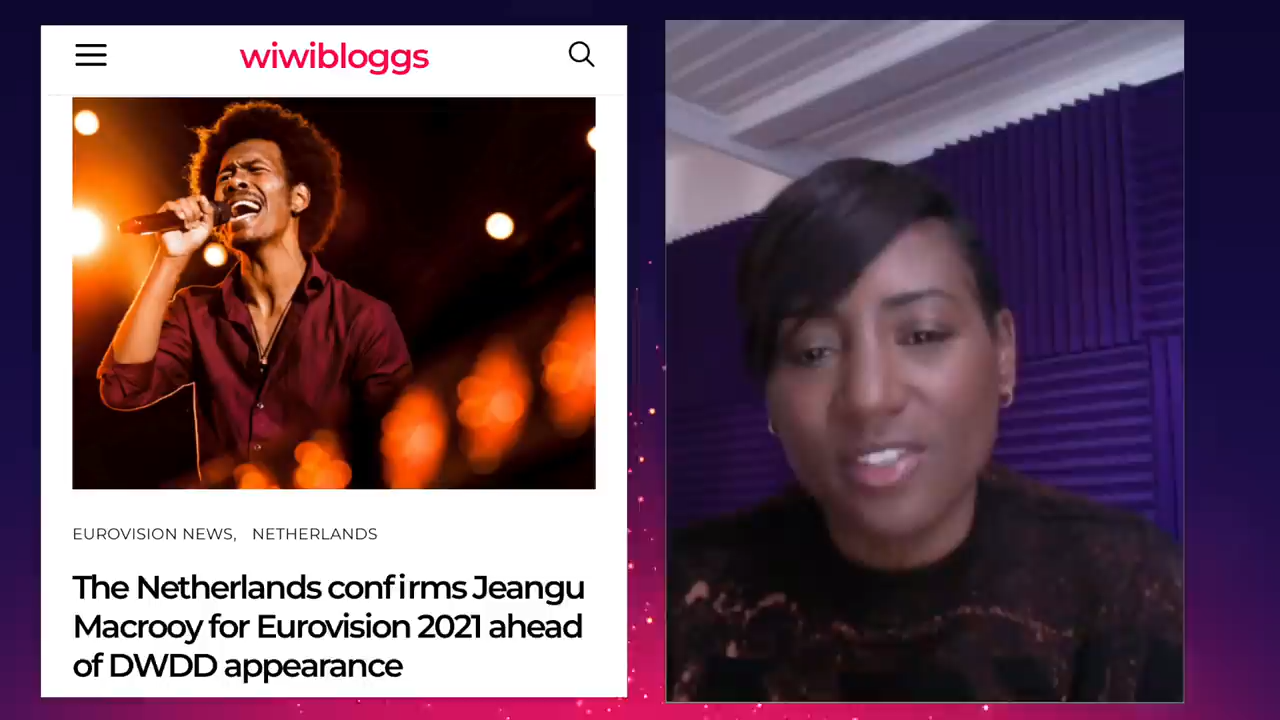 wiwibloggs
EUROVISION NEWS, NETHERLANDS
The Netherlands confirms Jeangu
Macrooy for Eurovision 2021 ahead
of DWDD appearance